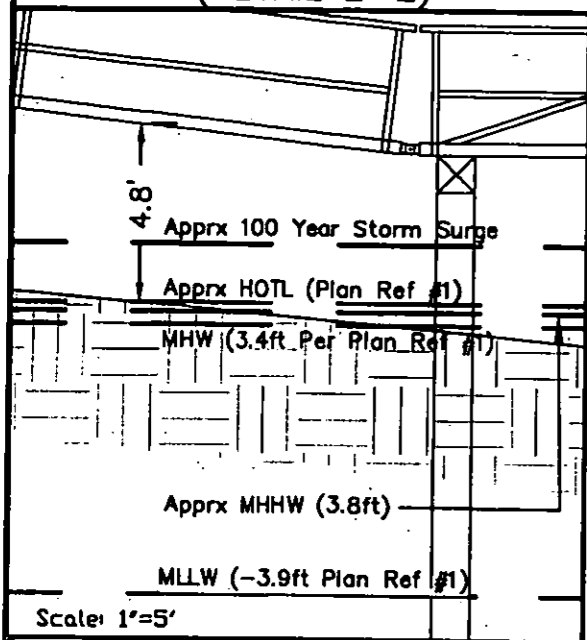 4.8'
Apprx 100 Year Storm Surge
Apprx HOTL (Plan Ref #1)
MHW (3.4ft Per Plan Ref #1)
Apprx MHHW (3.8ft)
MLLW (-3.9ft Plan Ref #1)
Scale: 1"=5'